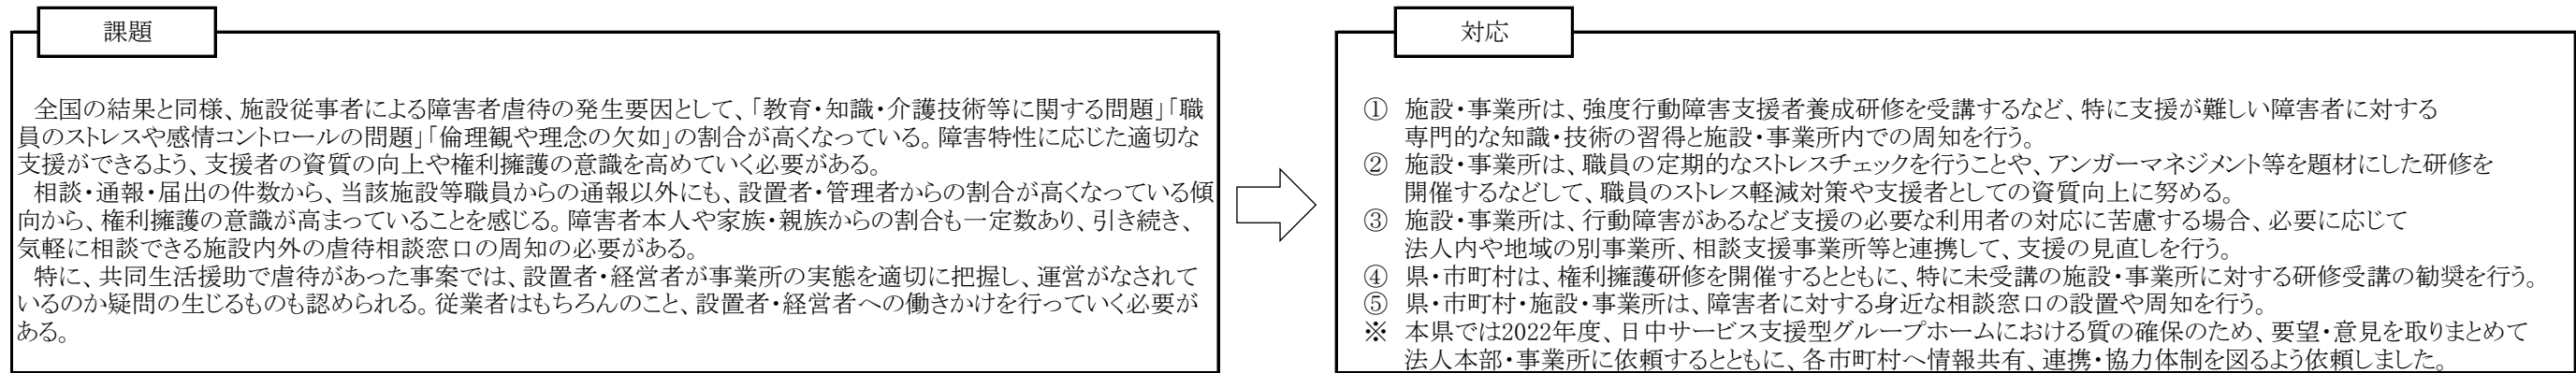 課題
全国の結果と同様、施設従事者による障害者虐待の発生要因として、「教育・知識・介護技術等に関する問題」「職
員のストレスや感情コントロールの問題」「倫理観や理念の欠如」の割合が高くなっている。障害特性に応じた適切な
支援ができるよう、支援者の資質の向上や権利擁護の意識を高めていく必要がある。
相談・通報・届出の件数から、当該施設等職員からの通報以外にも、設置者・管理者からの割合が高くなっている傾
向から、権利擁護の意識が高まっていることを感じる。障害者本人や家族・親族からの割合も一定数あり、引き続き、
気軽に相談できる施設内外の虐待相談窓口の周知の必要がある。
特に、共同生活援助で虐待があった事案では、設置者・経営者が事業所の実態を適切に把握し、運営がなされて
いるのか疑問の生じるものも認められる。従業者はもちろんのこと、設置者・経営者への働きかけを行っていく必要が
ある。
対応
① 施設・事業所は、強度行動障害支援者養成研修を受講するなど、特に支援が難しい障害者に対する
専門的な知識・技術の習得と施設・事業所内での周知を行う。
② 施設・事業所は、職員の定期的なストレスチェックを行うことや、アンガーマネジメント等を題材にした研修を
開催するなどして、職員のストレス軽減対策や支援者としての資質向上に努める。
③ 施設・事業所は、行動障害があるなど支援の必要な利用者の対応に苦慮する場合、必要に応じて
法人内や地域の別事業所、相談支援事業所等と連携して、支援の見直しを行う。
④ 県・市町村は、権利擁護研修を開催するとともに、特に未受講の施設・事業所に対する研修受講の勧奨を行う。
⑤ 県・市町村・施設・事業所は、障害者に対する身近な相談窓口の設置や周知を行う。
※ 本県では2022年度、日中サービス支援型グループホームにおける質の確保のため、要望・意見を取りまとめて
法人本部・事業所に依頼するとともに、各市町村へ情報共有、連携・協力体制を図るよう依頼しました。